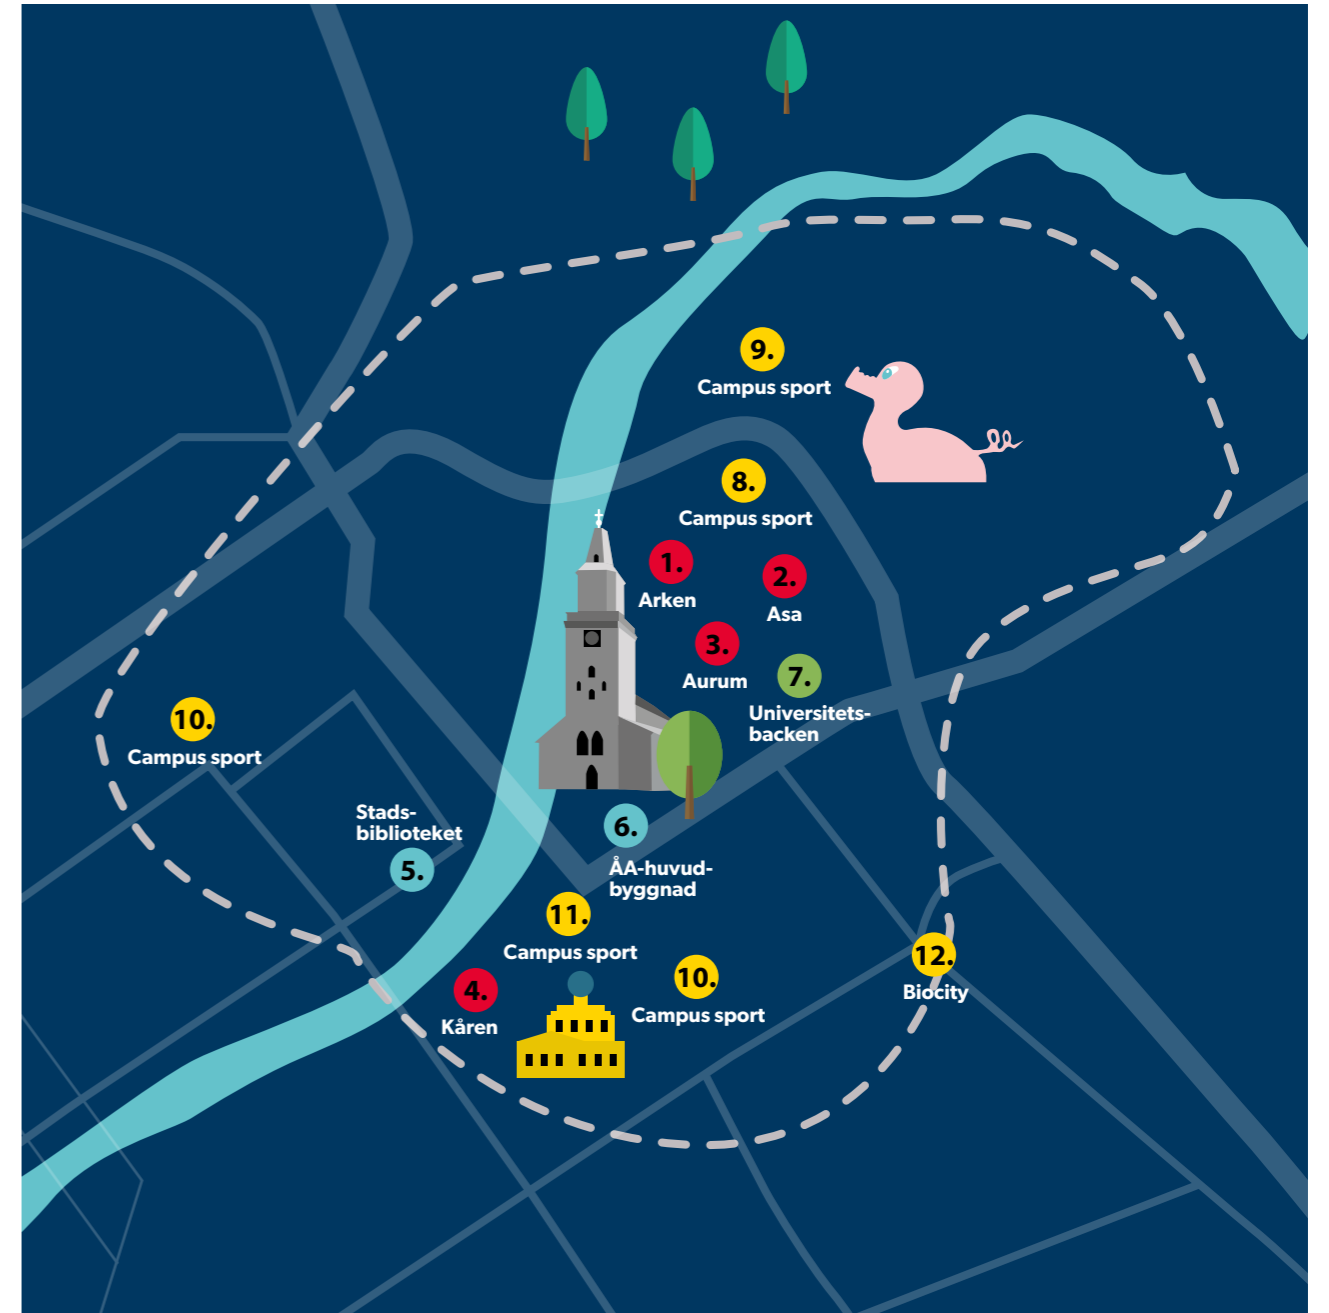 9.
Campus sport
8.
Campus sport
1.
Arken
2.
Asa
3.
Aurum
7.
Universitets-
backen
10.
Campus sport
Stads-
biblioteket
5.
6.
ÅA-huvud-
byggnad
11.
Campus sport
4.
Kåren
10.
Campus sport
12.
Biocity